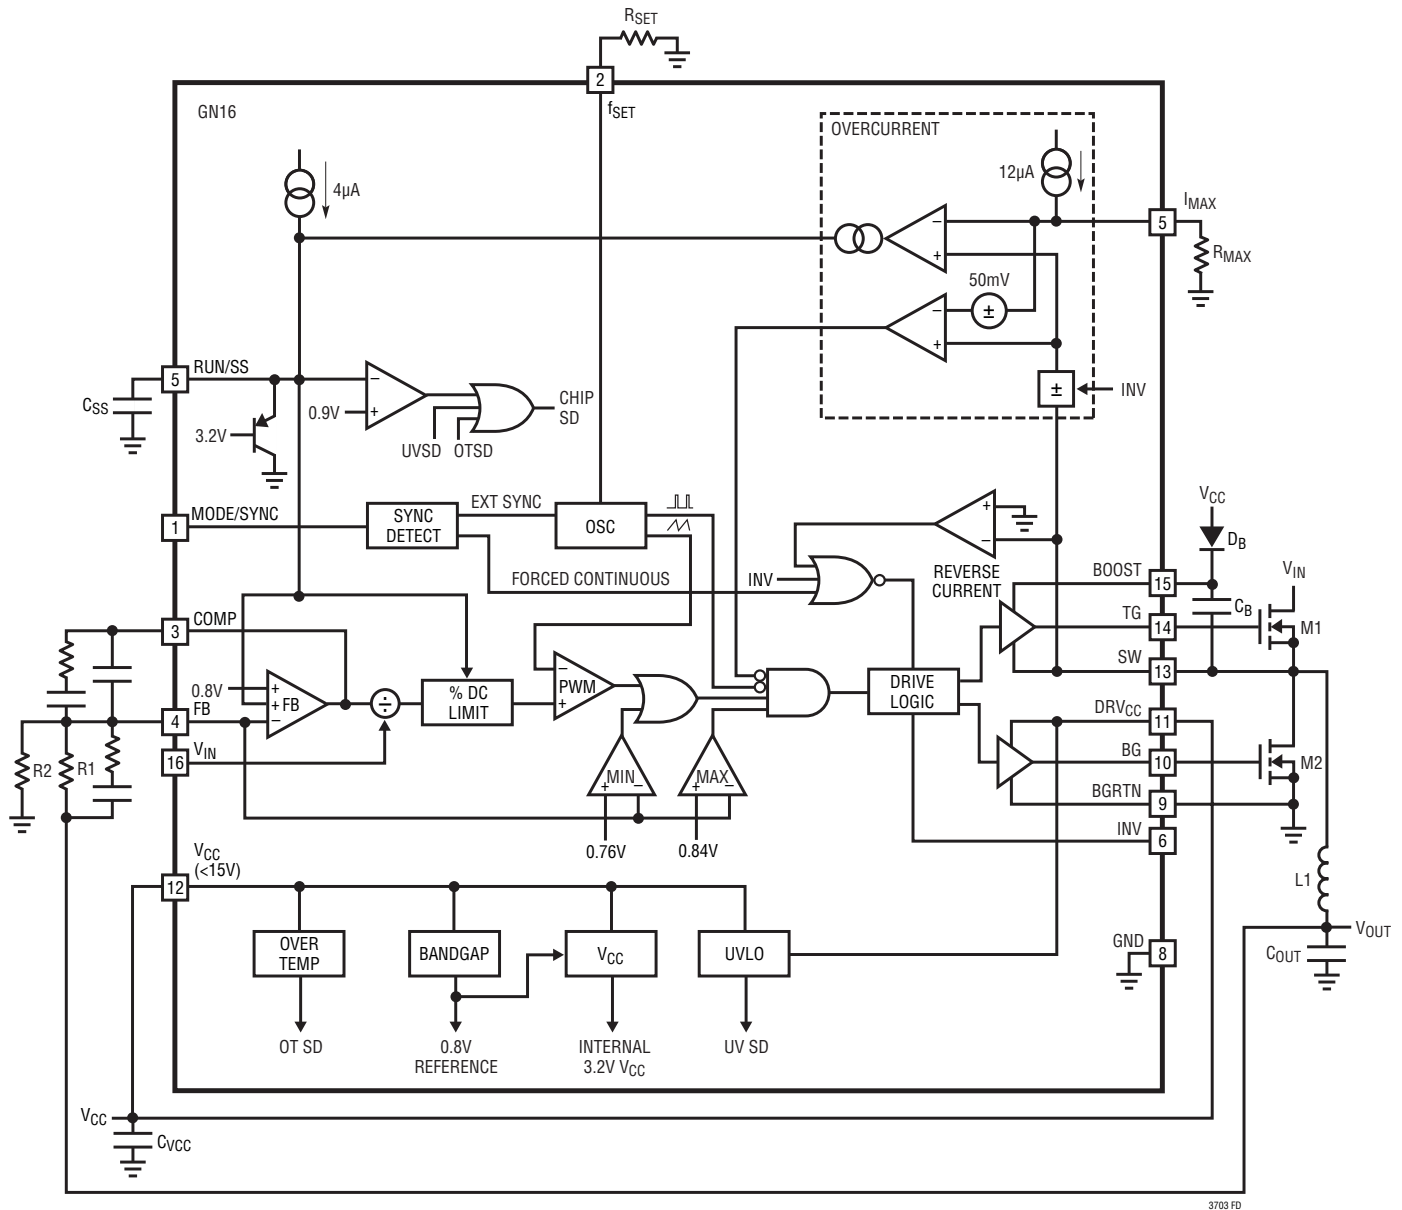 RSET
2
fSET
GN16
OVERCURRENT
4µA
12µA
IMAX
5
–
+
RMAX
50mV
–
±
+
±
INV
5
RUN/SS
CSS
–
0.9V
+
3.2V
CHIP
SD
UVSD
OTSD
1
MODE/SYNC
SYNC
DETECT
EXT SYNC
OSC
FORCED CONTINUOUS
INV
+
–
REVERSE
CURRENT
VCC
DB
BOOST
15
CB
VIN
TG
14
M1
SW
13
3
COMP
0.8V
FB
4
+
+
–
FB
÷
% DC
LIMIT
–
PWM
+
DRIVE
LOGIC
DRVCC
11
BG
10
M2
BGRTN
9
INV
6
R2
R1
VIN
16
MIN
+
–
0.76V
MAX
+
–
0.84V
VCC
(<15V)
12
OVER
TEMP
BANDGAP
VCC
UVLO
L1
GND
8
VOUT
COUT
OT SD
0.8V
REFERENCE
INTERNAL
3.2V VCC
UV SD
VCC
CVCC
3703 FD